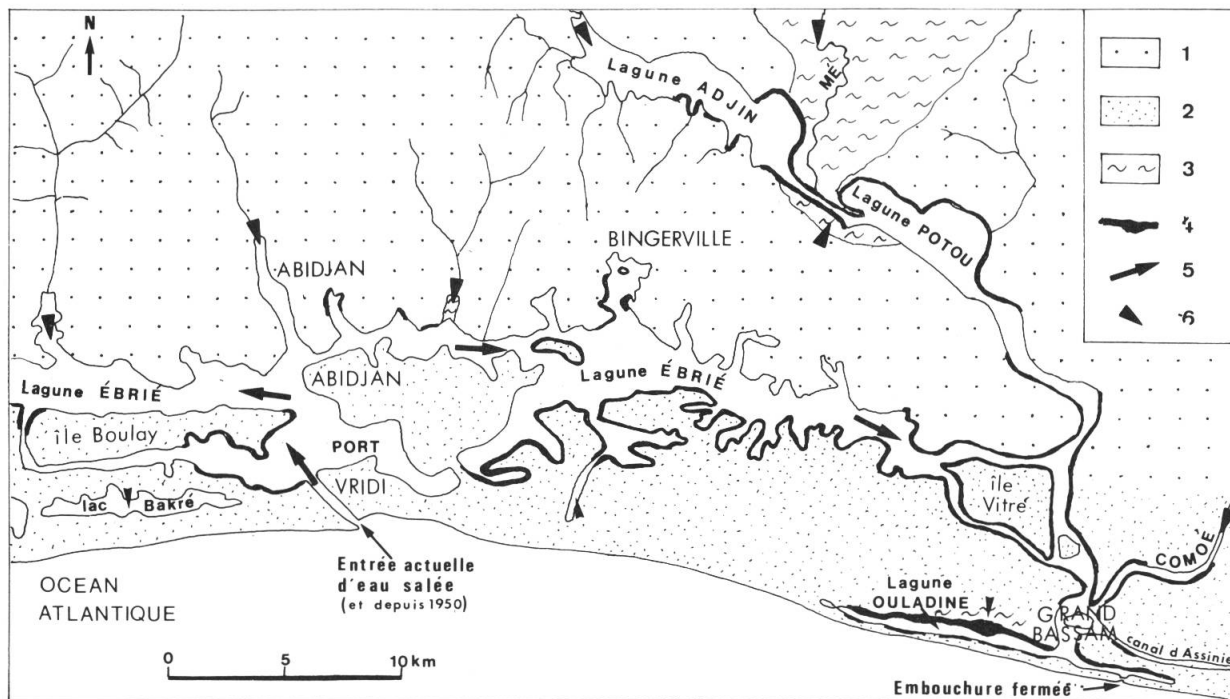 N
Lagune ADJIN
MÉ
1
2
3
4
5
6
Lagune POTOU
BINGERVILLE
ABIDJAN
ABIDJAN
Lagune ÉBRIÉ
Lagune ÉBRIÉ
île Boulay
PORT
VRIDI
lac Bakré
île
Vitré
COMOÉ
Entrée actuelle
d'eau salée
(et depuis 1950)
OCEAN
ATLANTIQUE
Lagune
OULADINE
GRAND
BASSAM
canal d'Assinie
0 5 10 km
Embouchure fermée